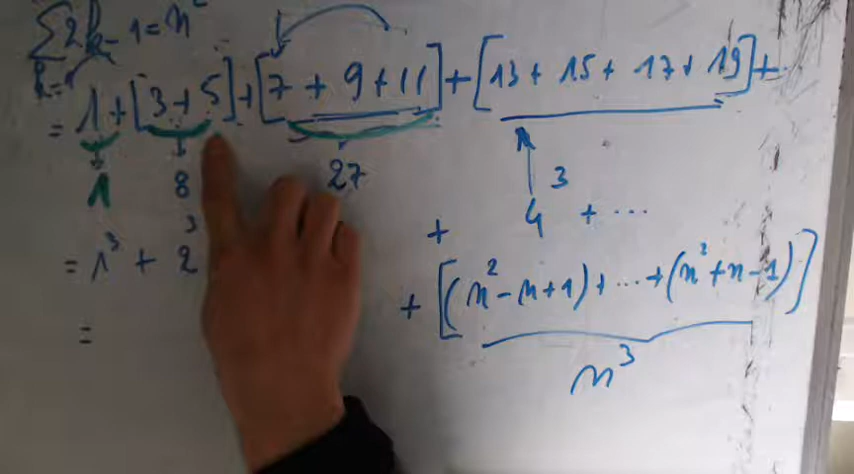 ∑ 2k - 1 = n²
k=1
= 1 + [3 + 5] + [7 + 9 + 11] + [13 + 15 + 17 + 19] + ..
1 8 27 4³ + ...
= 1³ + 2³ +
+ [(n² - n + 1) + ... + (n² + n - 1)]
= n³